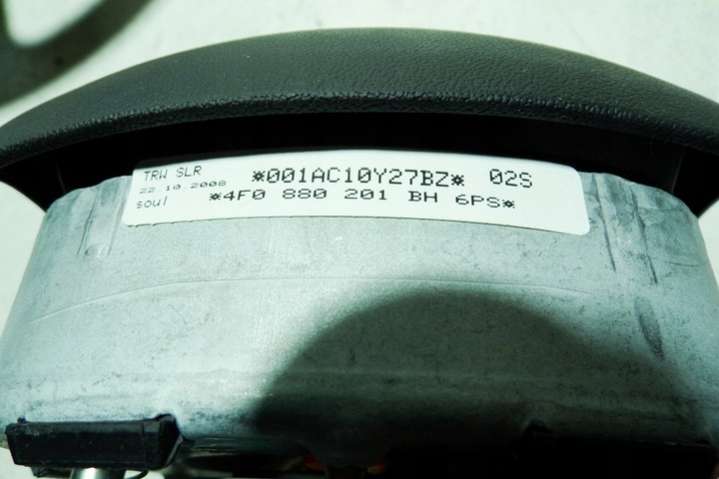 TRW SLR *001AC10Y27BZ* 02S
22.10.2008
soul *4F0 880 201 BH 6PS*